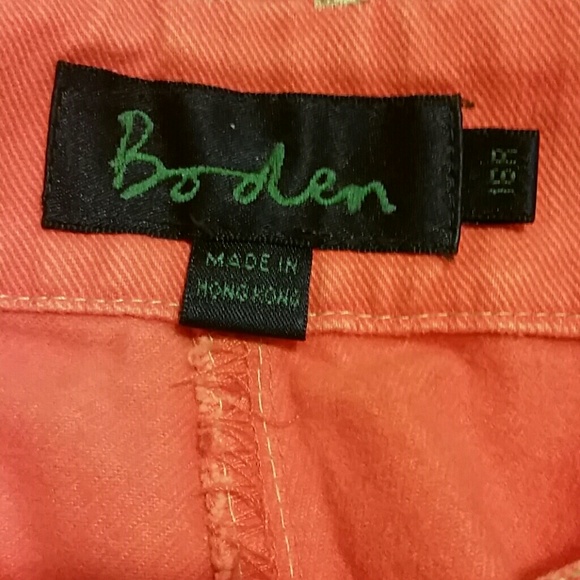 Boden
18R
MADE IN
HONG KONG